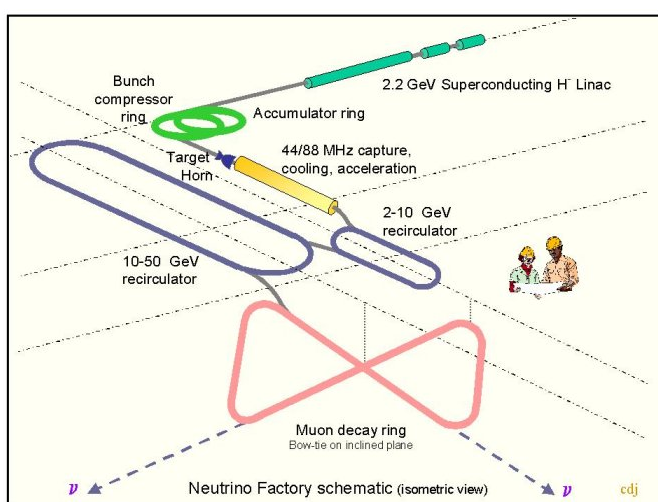 2.2 GeV Superconducting H⁻ Linac
Bunch
compressor
ring
Accumulator ring
Target
Horn
44/88 MHz capture,
cooling, acceleration
2-10 GeV
recirculator
10-50 GeV
recirculator
Muon decay ring
Bow-tie on inclined plane
ν
Neutrino Factory schematic (isometric view)
ν
cdj